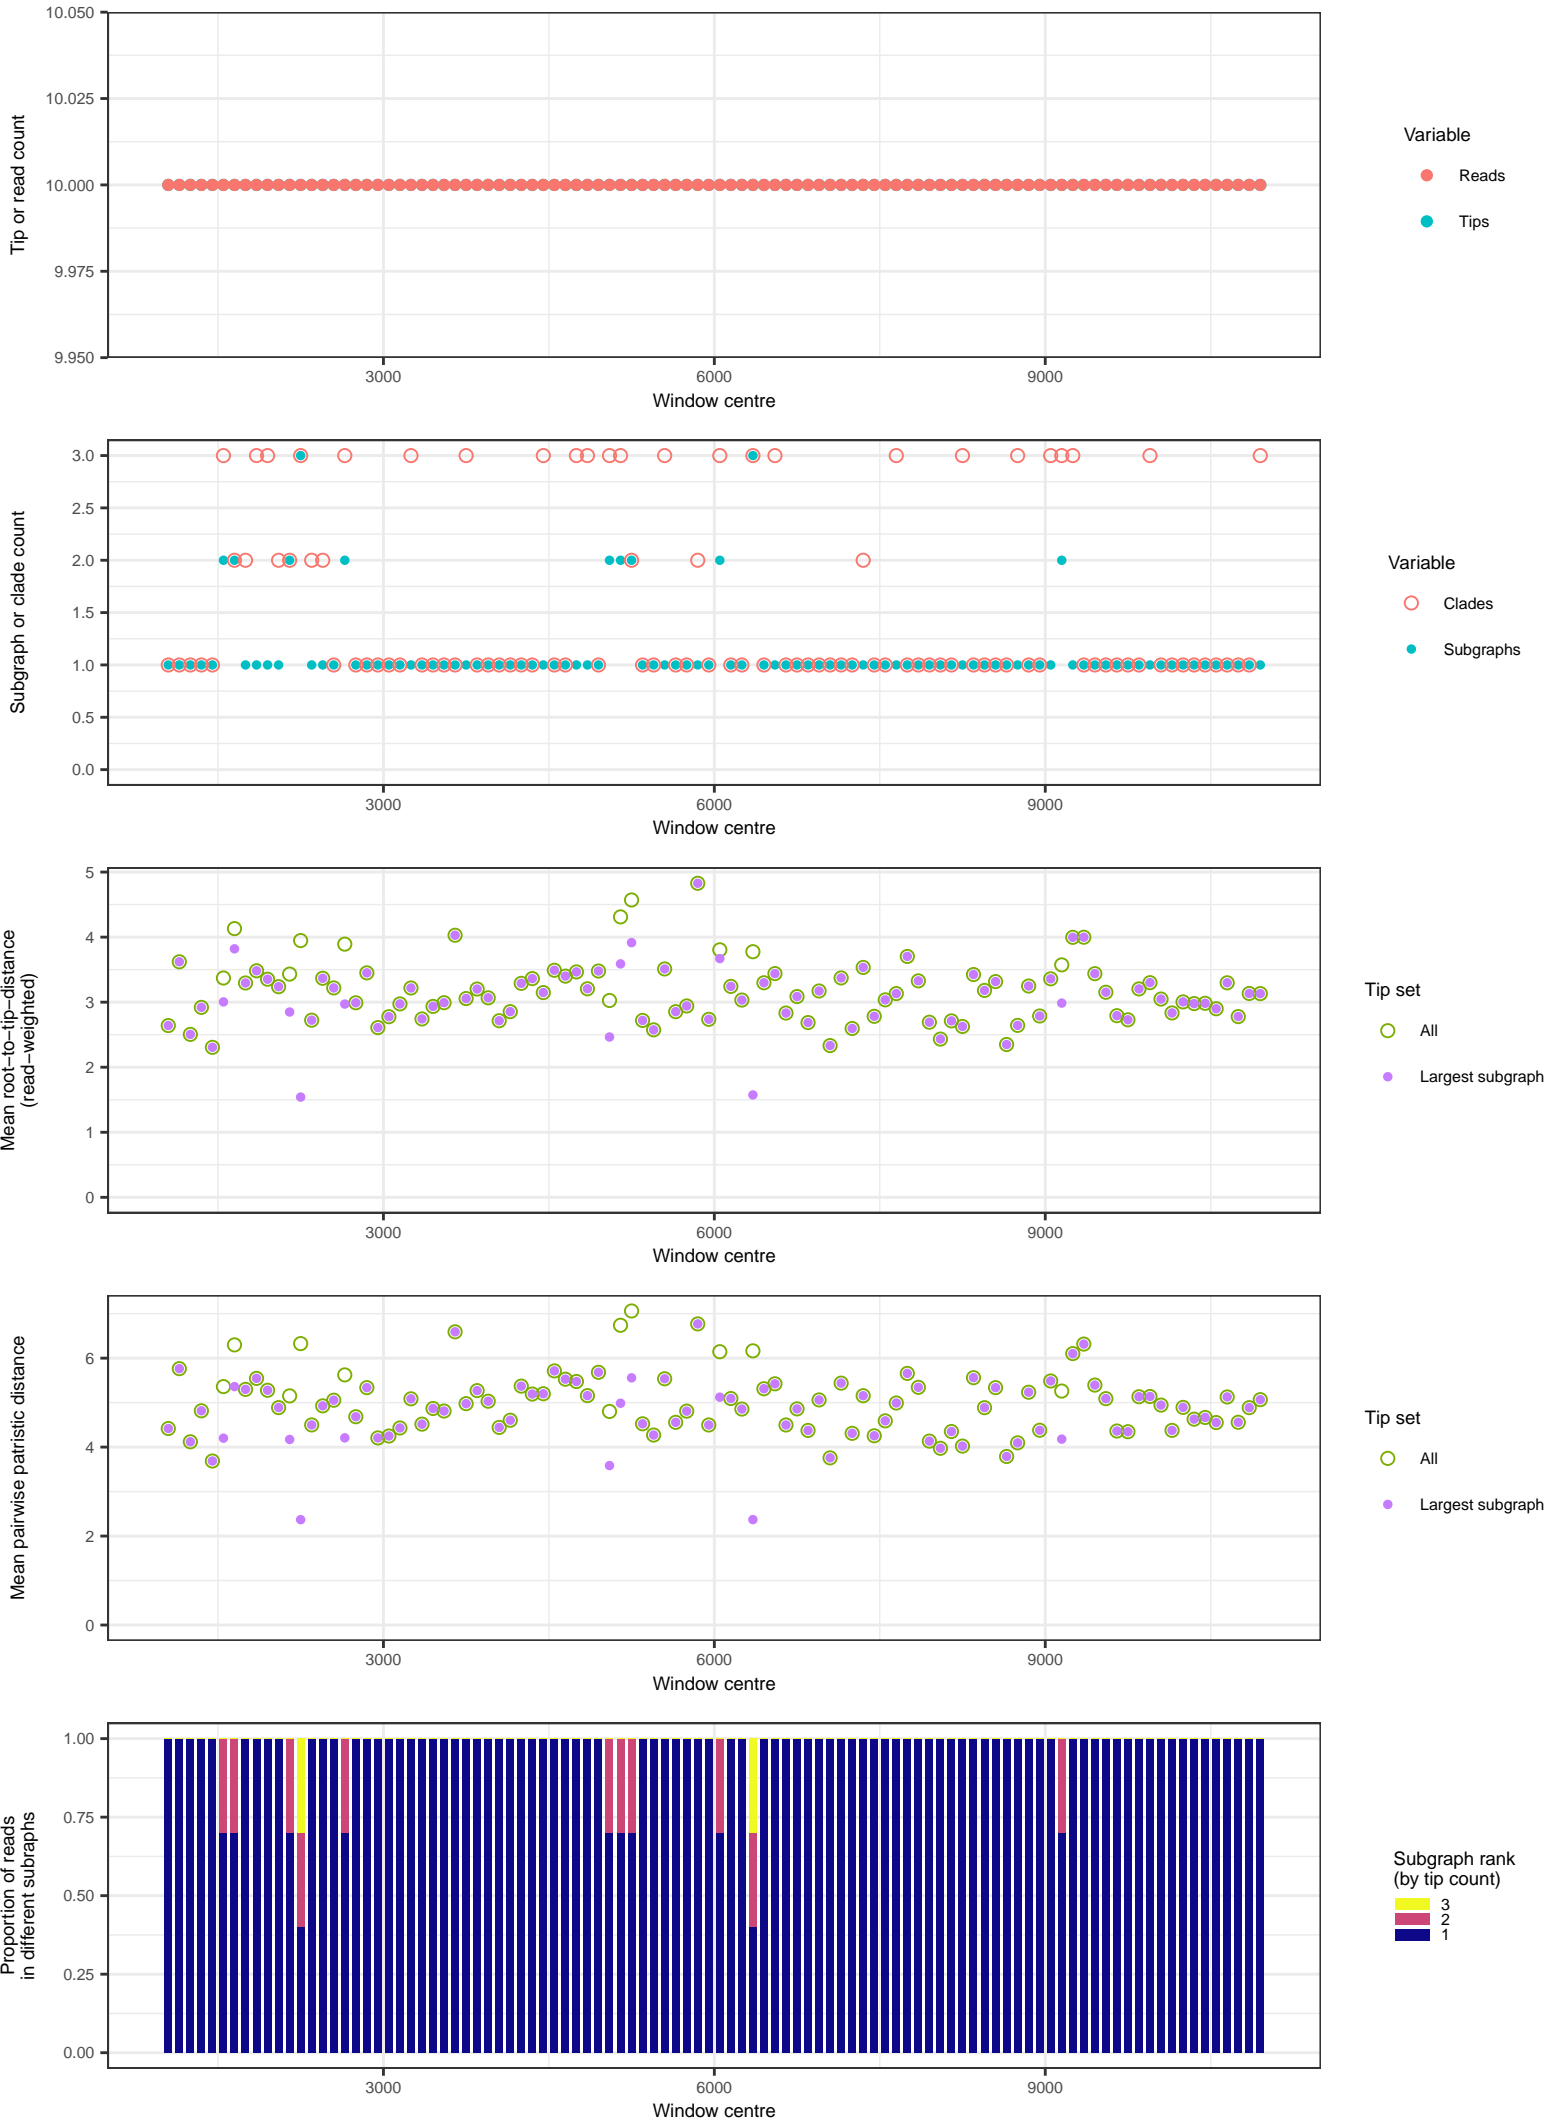 10.050
10.025
10.000
9.975
9.950
Tip or read count
3000 6000 9000
Window centre
Variable
Reads
Tips
3.0
2.5
2.0
1.5
1.0
0.5
0.0
Subgraph or clade count
3000 6000 9000
Window centre
Variable
Clades
Subgraphs
5
4
3
2
1
0
Mean root−to−tip−distance
(read−weighted)
3000 6000 9000
Window centre
Tip set
All
Largest subgraph
6
4
2
0
Mean pairwise patristic distance
3000 6000 9000
Window centre
Tip set
All
Largest subgraph
1.00
0.75
0.50
0.25
0.00
Proportion of reads
in different subraphs
3000 6000 9000
Window centre
Subgraph rank
(by tip count)
3
2
1